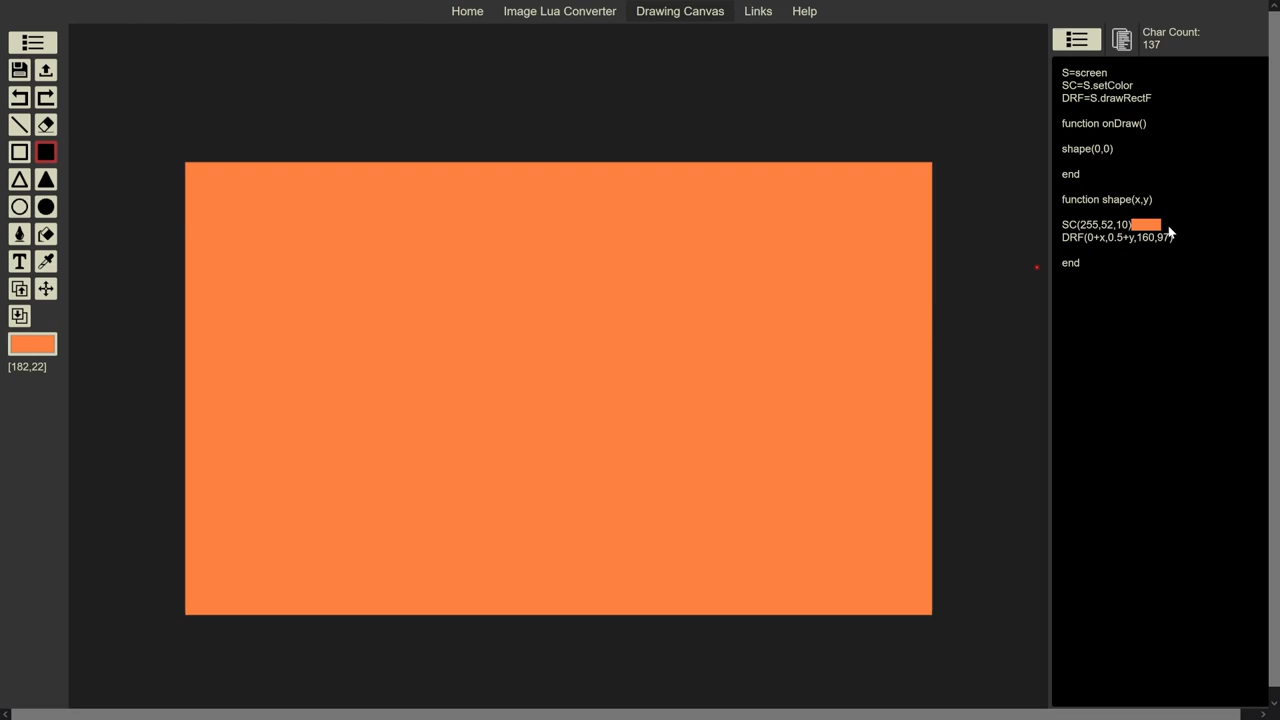 Home Image Lua Converter Drawing Canvas Links Help
Char Count:
137
S=screen
SC=S.setColor
DRF=S.drawRectF
function onDraw()
shape(0,0)
end
function shape(x,y)
SC(255,52,10)
DRF(0+x,0.5+y,160,97)
end
T
[182,22]